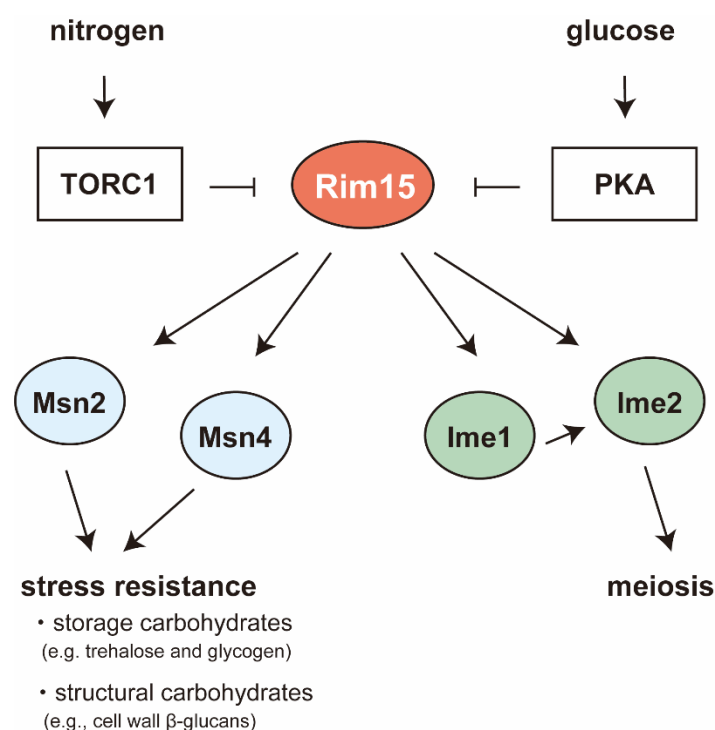 nitrogen
glucose
TORC1
Rim15
PKA
Msn2
Msn4
Ime1
Ime2
stress resistance
・storage carbohydrates
(e.g. trehalose and glycogen)
・structural carbohydrates
(e.g., cell wall β-glucans)
meiosis